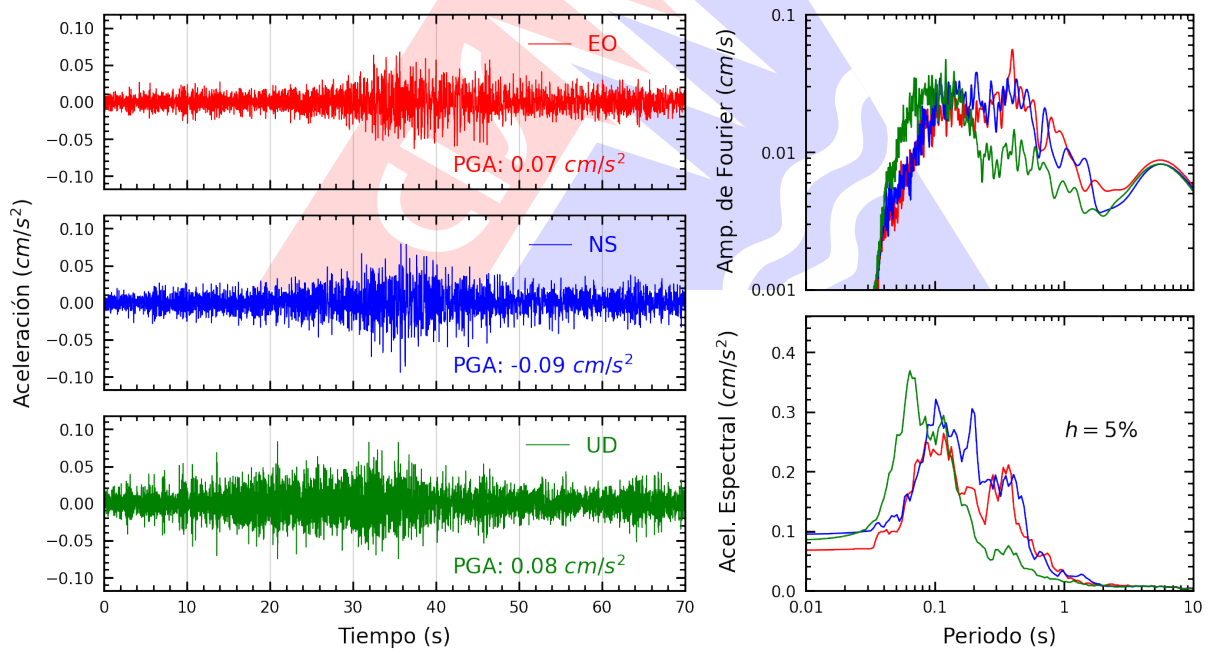 Aceleración (cm/s²)
0.10
0.05
0.00
−0.05
−0.10
EO
PGA: 0.07 cm/s²
0.10
0.05
0.00
−0.05
−0.10
NS
PGA: -0.09 cm/s²
0.10
0.05
0.00
−0.05
−0.10
UD
PGA: 0.08 cm/s²
0 10 20 30 40 50 60 70
Tiempo (s)
Amp. de Fourier (cm/s)
0.1
0.01
0.001
Acel. Espectral (cm/s²)
0.4
0.3
0.2
0.1
0.0
h = 5%
0.01 0.1 1 10
Periodo (s)